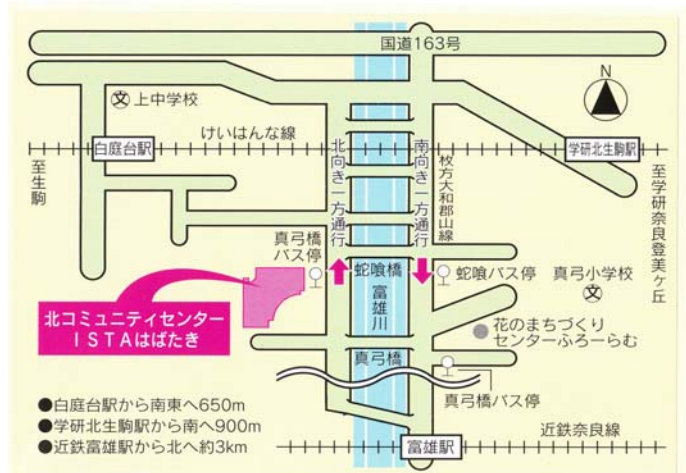 国道163号
N
文 上中学校
けいはんな線
白庭台駅
学研北生駒駅
至生駒
北向き一方通行
南向き一方通行
枚方大和郡山線
至学研奈良登美ヶ丘
真弓橋
バス停
蛇喰橋
蛇喰バス停
真弓小学校
文
富雄川
北コミュニティセンター
ISTAはばたき
花のまちづくり
センターふろーらむ
真弓橋
真弓橋バス停
●白庭台駅から南東へ650m
●学研北生駒駅から南へ900m
●近鉄富雄駅から北へ約3km
近鉄奈良線
富雄駅